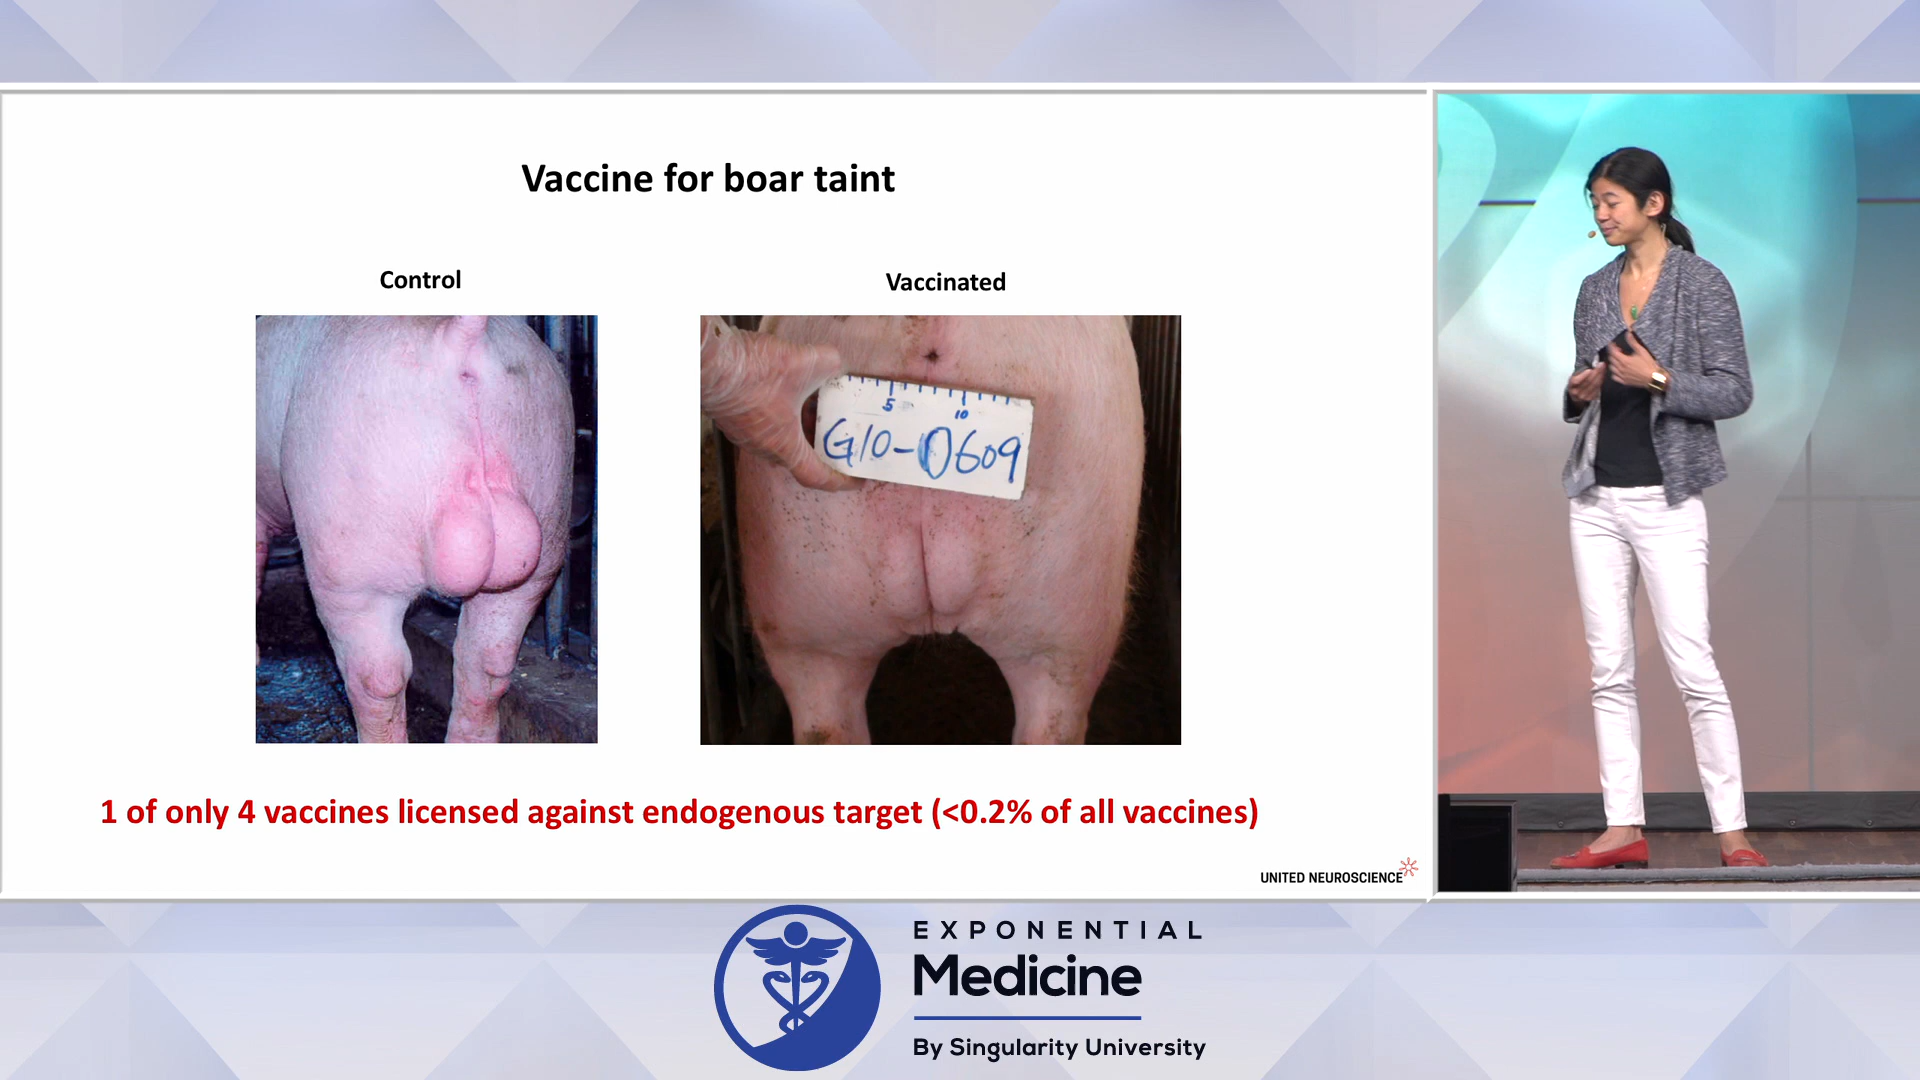 Vaccine for boar taint
Control
Vaccinated
5
10
G10-0609
1 of only 4 vaccines licensed against endogenous target (<0.2% of all vaccines)
UNITED NEUROSCIENCE
EXPONENTIAL
Medicine
By Singularity University